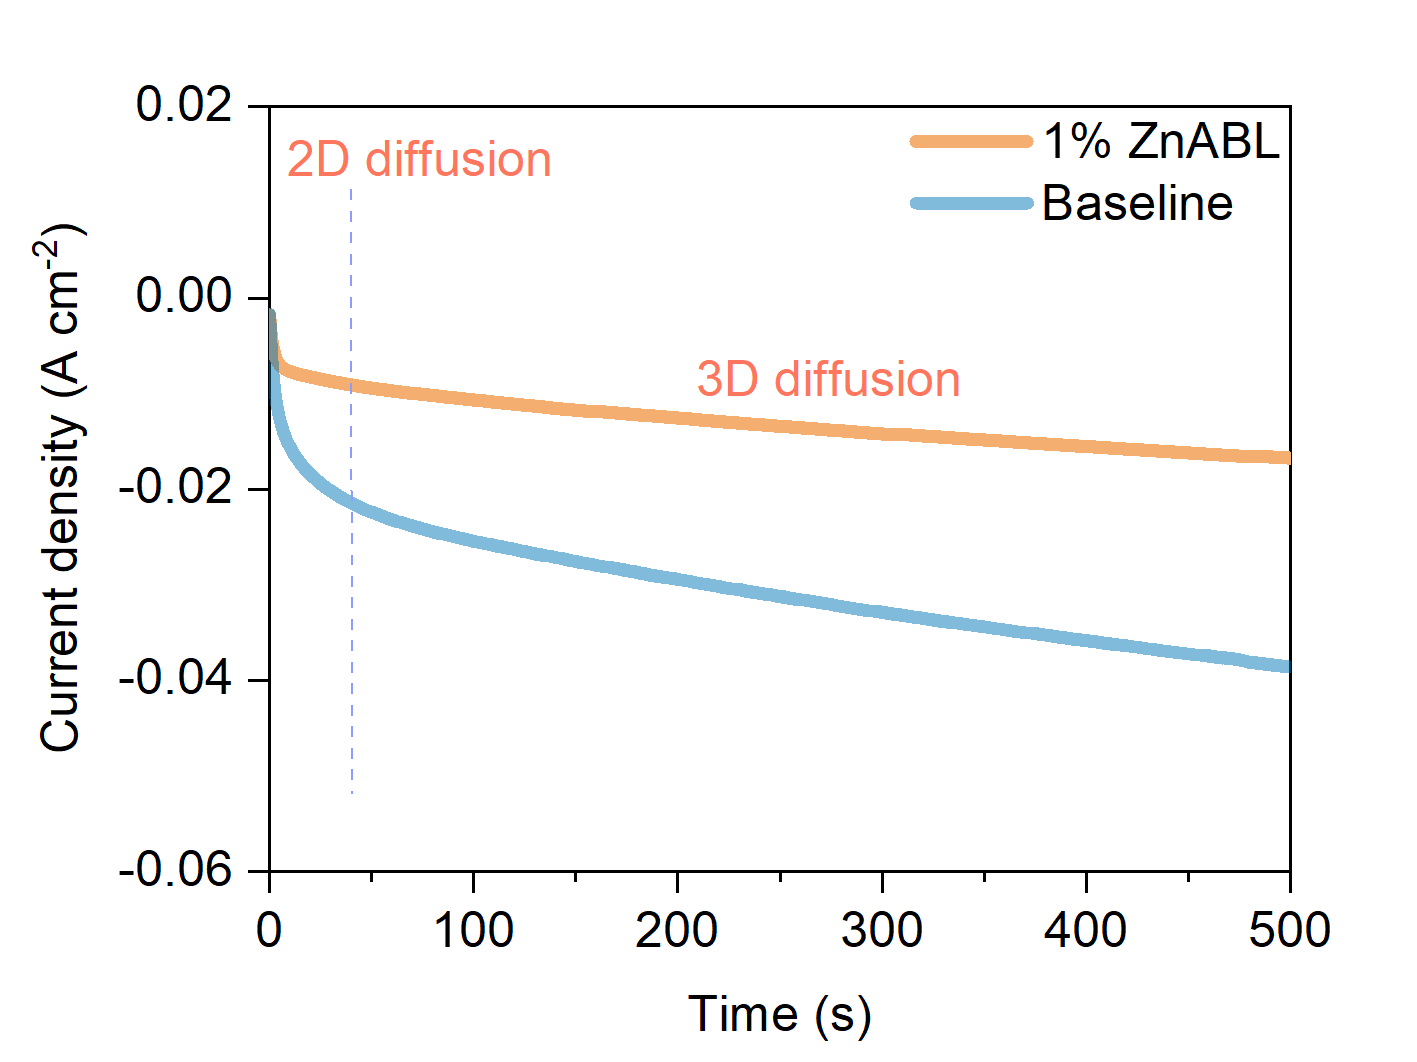 0.02
0.00
-0.02
-0.04
-0.06
Current density (A cm-2)
2D diffusion
3D diffusion
1% ZnABL
Baseline
0
100
200
300
400
500
Time (s)